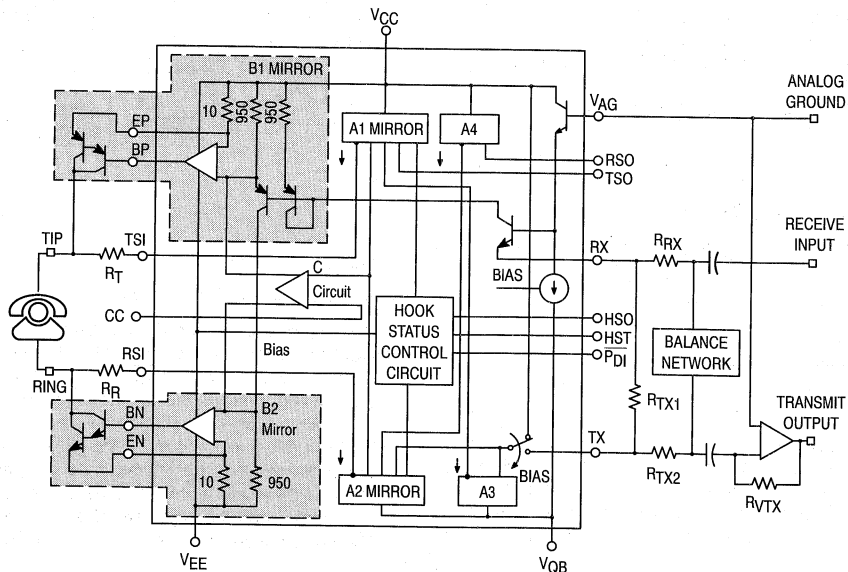 VCC
B1 MIRROR
10
950
950
EP
BP
A1 MIRROR
A4
VAG
ANALOG
GROUND
RSO
TSO
TIP
TSI
RT
RX
RRX
RECEIVE
INPUT
BIAS
C
Circuit
CC
HOOK
STATUS
CONTROL
CIRCUIT
HSO
HST
PDI
BALANCE
NETWORK
Bias
RSI
RING
RR
BN
EN
B2
Mirror
10
950
RTX1
TRANSMIT
OUTPUT
TX
BIAS
RTX2
A2 MIRROR
A3
RVTX
VEE
VQB